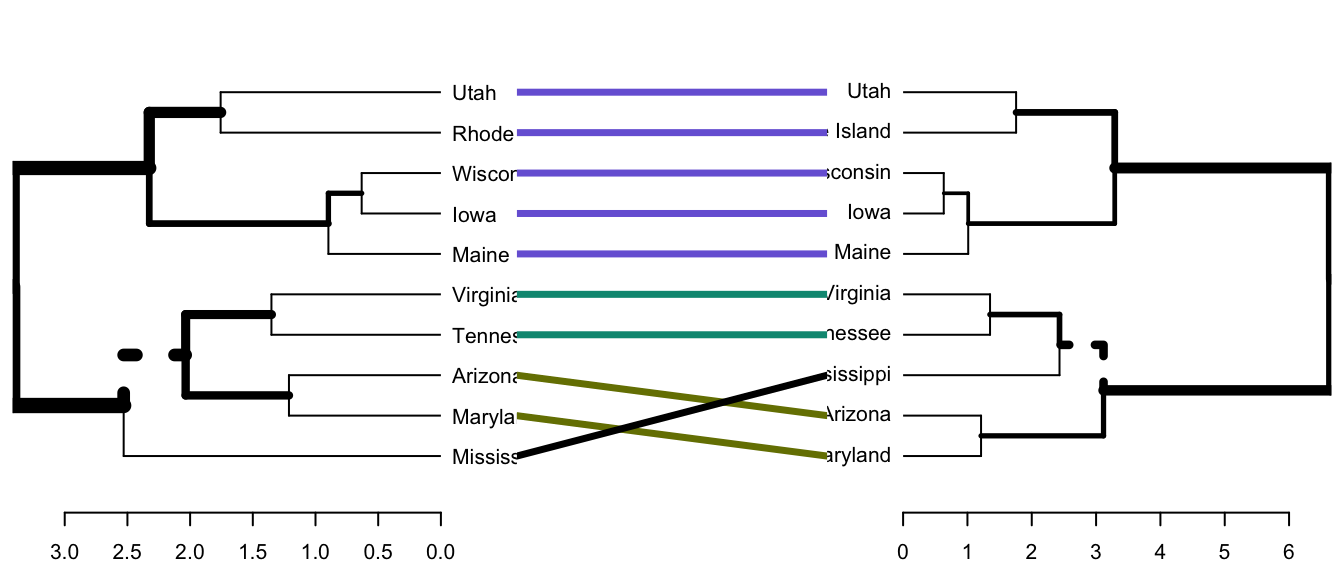 Utah Utah
Rhode Island
Wiscon sconsin
Iowa Iowa
Maine Maine
Virginia Virginia
Tennes nessee
Arizona sissippi
Maryla Arizona
Mississ aryland
3.0 2.5 2.0 1.5 1.0 0.5 0.0 0 1 2 3 4 5 6